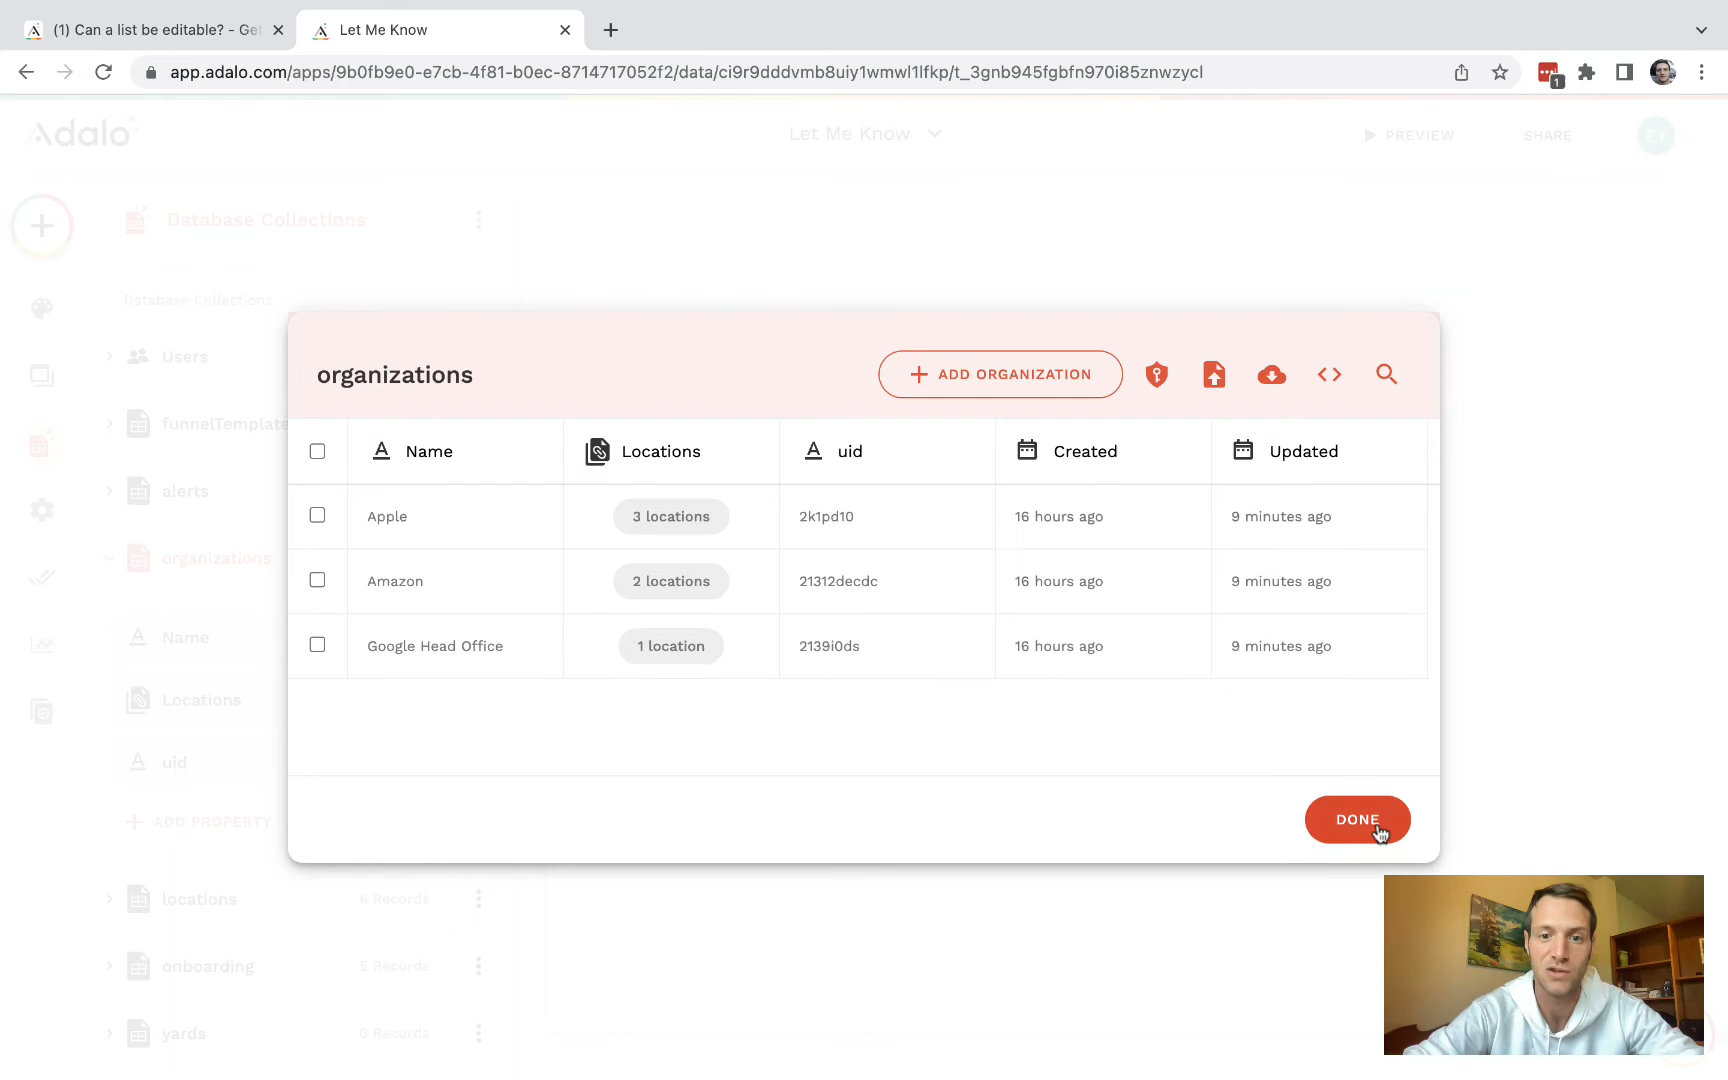 (1) Can a list be editable? - Get
Let Me Know
app.adalo.com/apps/9b0fb9e0-e7cb-4f81-b0ec-8714717052f2/data/ci9r9dddvmb8uiy1wmwl1lfkp/t_3gnb945fgbfn970i85znwzycl
1
Adalo
Let Me Know
PREVIEW
SHARE
EY
Database Collections
Database Collections
Users
funnelTemplate
alerts
organizations
Name
Locations
uid
ADD PROPERTY
locations
6 Records
onboarding
5 Records
yards
0 Records
organizations
ADD ORGANIZATION
Name
Locations
uid
Created
Updated
Apple
3 locations
2k1pd10
16 hours ago
9 minutes ago
Amazon
2 locations
21312decdc
16 hours ago
9 minutes ago
Google Head Office
1 location
2139i0ds
16 hours ago
9 minutes ago
DONE